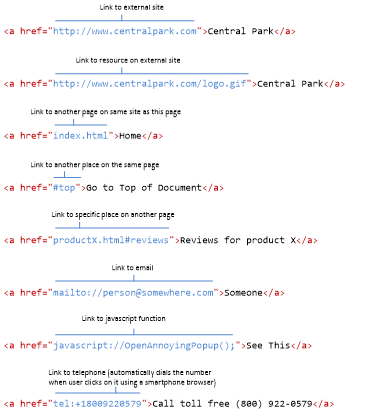 Link to external site
<a href="http://www.centralpark.com">Central Park</a>
Link to resource on external site
<a href="http://www.centralpark.com/logo.gif">Central Park</a>
Link to another page on same site as this page
<a href="index.html">Home</a>
Link to another place on the same page
<a href="#top">Go to Top of Document</a>
Link to specific place on another page
<a href="productX.html#reviews">Reviews for product X</a>
Link to email
<a href="mailto://person@somewhere.com">Someone</a>
Link to javascript function
<a href="javascript://OpenAnnoyingPopup();">See This</a>
Link to telephone (automatically dials the number
when user clicks on it using a smartphone browser)
<a href="tel:+18009220579">Call toll free (800) 922-0579</a>